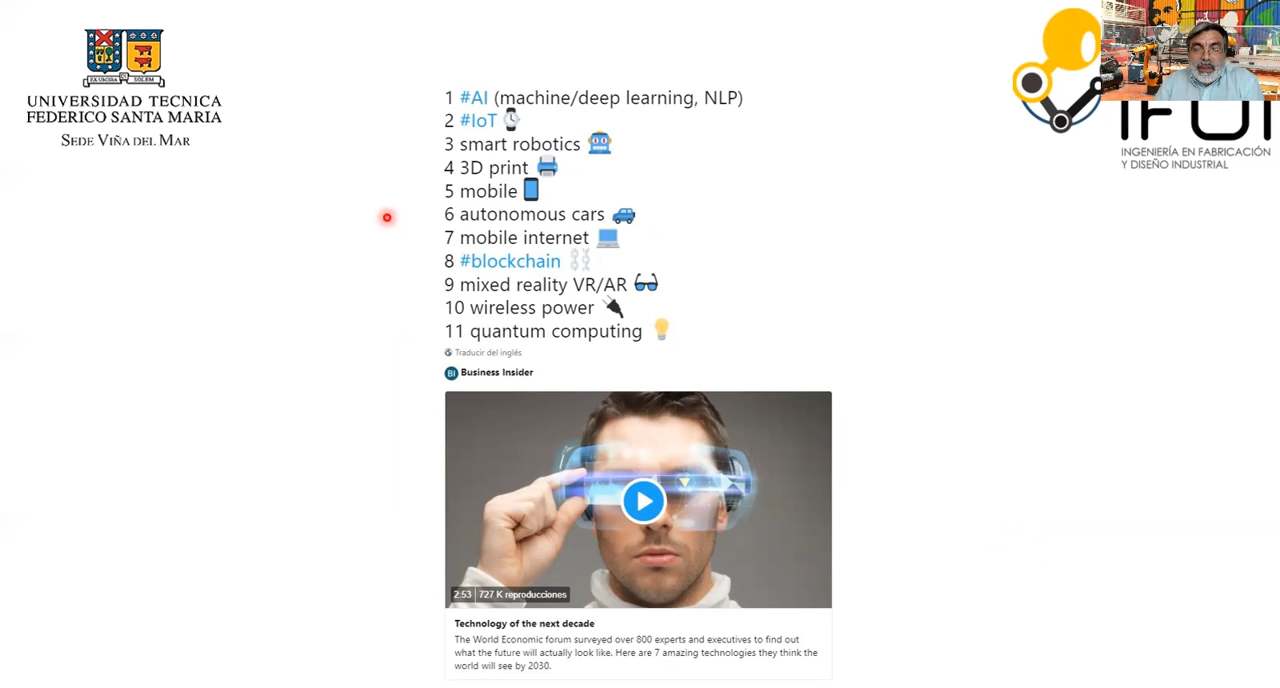 EX UMBRA IN SOLEM
UNIVERSIDAD TECNICA
FEDERICO SANTA MARIA
SEDE VIÑA DEL MAR
1 #AI (machine/deep learning, NLP)
2 #IoT
3 smart robotics
4 3D print
5 mobile
6 autonomous cars
7 mobile internet
8 #blockchain
9 mixed reality VR/AR
10 wireless power
11 quantum computing
Traducir del inglés
BI Business Insider
2:53 727 K reproducciones
Technology of the next decade
The World Economic forum surveyed over 800 experts and executives to find out
what the future will actually look like. Here are 7 amazing technologies they think the
world will see by 2030.
INGENIERÍA EN FABRICACIÓN
Y DISEÑO INDUSTRIAL